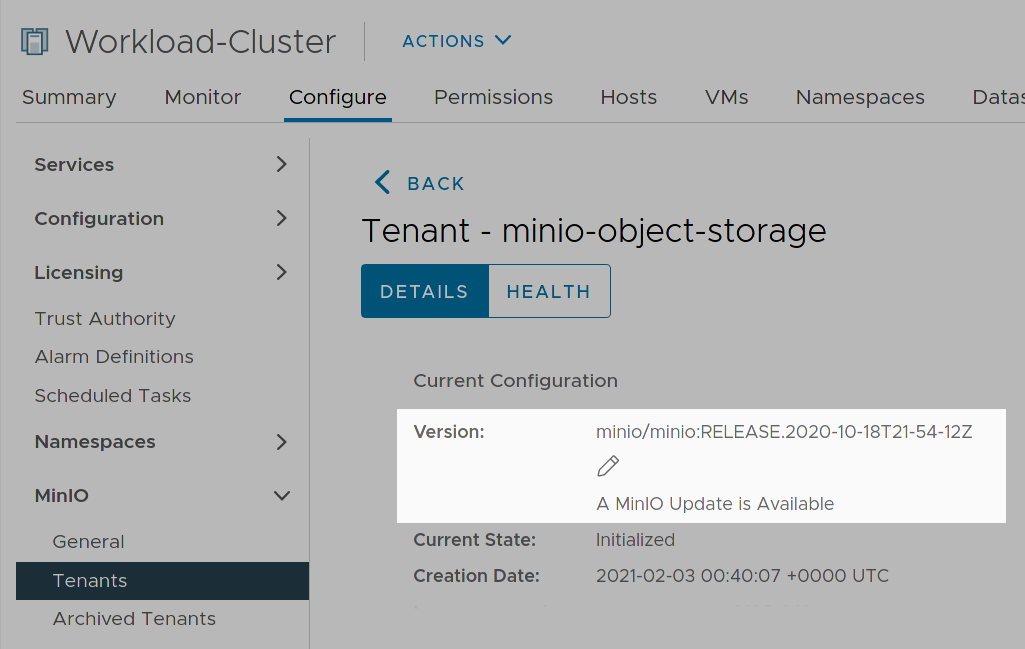 Workload-Cluster
ACTIONS
Summary Monitor Configure Permissions Hosts VMs Namespaces
Services
Configuration
Licensing
Trust Authority
Alarm Definitions
Scheduled Tasks
Namespaces
MinIO
General
Tenants
Archived Tenants
BACK
Tenant - minio-object-storage
DETAILS HEALTH
Current Configuration
Version: minio/minio:RELEASE.2020-10-18T21-54-12Z
A MinIO Update is Available
Current State: Initialized
Creation Date: 2021-02-03 00:40:07 +0000 UTC